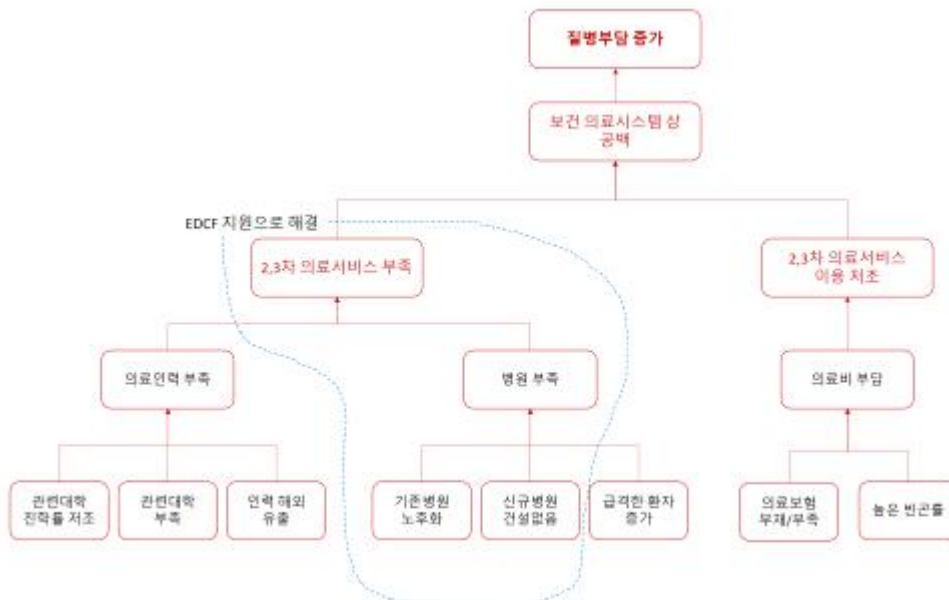 질병부담 증가
보건 의료시스템 상
공백
EDCF 지원으로 해결
2,3차 의료서비스 부족
2,3차 의료서비스
이용 저조
의료인력 부족
병원 부족
의료비 부담
관련대학
진학률 저조
관련대학
부족
인력 해외
유출
기존병원
노후화
신규병원
건설없음
급격한 환자
증가
의료보험
부재/부족
높은 빈곤률